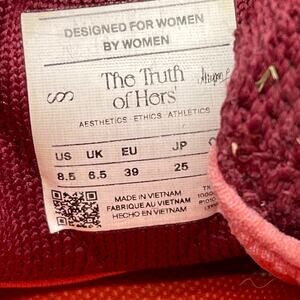 DESIGNED FOR WOMEN
BY WOMEN
The Truth
of Hers
AESTHETICS · ETHICS · ATHLETICS
US UK EU JP
8.5 6.5 39 25
MADE IN VIETNAM
FABRIQUÉ AU VIETNAM
HECHO EN VIETNAM